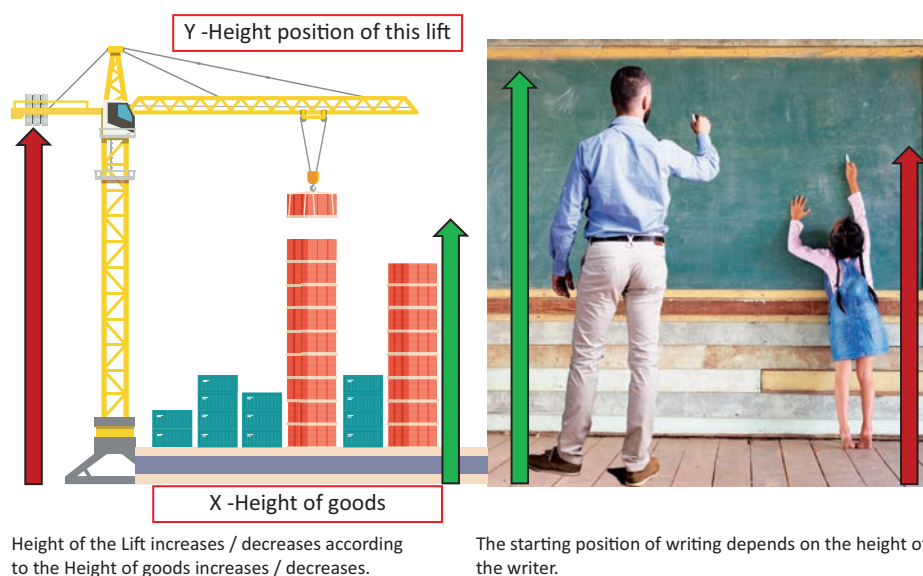 Y -Height position of this lift
X -Height of goods
Height of the Lift increases / decreases according
to the Height of goods increases / decreases.
The starting position of writing depends on the height of
the writer.